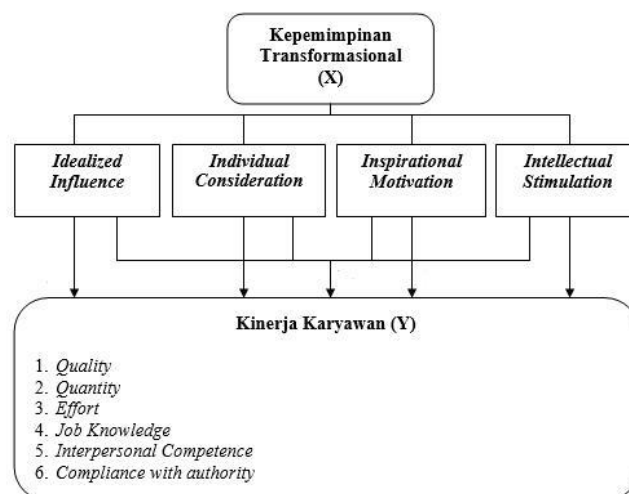 Kepemimpinan
Transformasional
(X)
Idealized
Influence
Individual
Consideration
Inspirational
Motivation
Intellectual
Stimulation
Kinerja Karyawan (Y)
1. Quality
2. Quantity
3. Effort
4. Job Knowledge
5. Interpersonal Competence
6. Compliance with authority